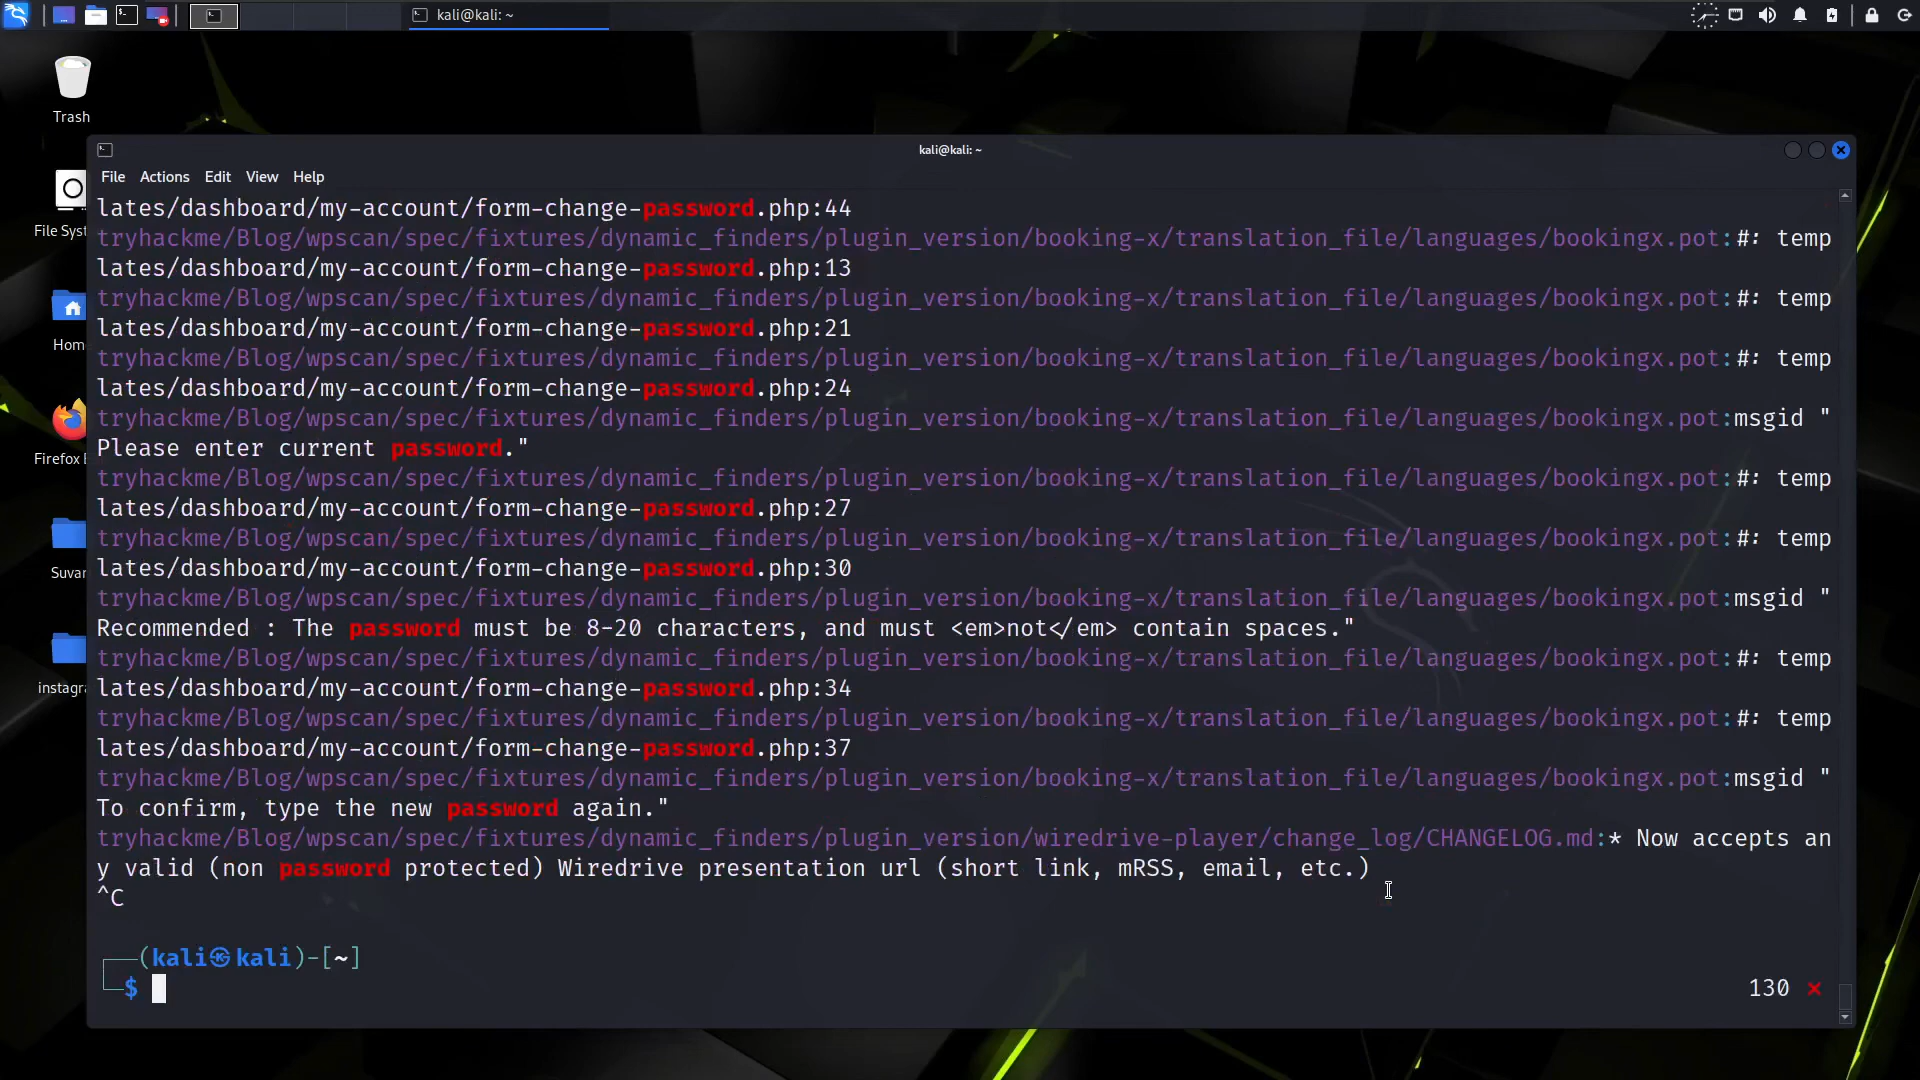 kali@kali: ~
Trash
File Syst
Home
Firefox E
Suvar
instagra
kali@kali: ~
File Actions Edit View Help
lates/dashboard/my-account/form-change-password.php:44
tryhackme/Blog/wpscan/spec/fixtures/dynamic_finders/plugin_version/booking-x/translation_file/languages/bookingx.pot:#: temp
lates/dashboard/my-account/form-change-password.php:13
tryhackme/Blog/wpscan/spec/fixtures/dynamic_finders/plugin_version/booking-x/translation_file/languages/bookingx.pot:#: temp
lates/dashboard/my-account/form-change-password.php:21
tryhackme/Blog/wpscan/spec/fixtures/dynamic_finders/plugin_version/booking-x/translation_file/languages/bookingx.pot:#: temp
lates/dashboard/my-account/form-change-password.php:24
tryhackme/Blog/wpscan/spec/fixtures/dynamic_finders/plugin_version/booking-x/translation_file/languages/bookingx.pot:msgid "
Please enter current password."
tryhackme/Blog/wpscan/spec/fixtures/dynamic_finders/plugin_version/booking-x/translation_file/languages/bookingx.pot:#: temp
lates/dashboard/my-account/form-change-password.php:27
tryhackme/Blog/wpscan/spec/fixtures/dynamic_finders/plugin_version/booking-x/translation_file/languages/bookingx.pot:#: temp
lates/dashboard/my-account/form-change-password.php:30
tryhackme/Blog/wpscan/spec/fixtures/dynamic_finders/plugin_version/booking-x/translation_file/languages/bookingx.pot:msgid "
Recommended : The password must be 8-20 characters, and must <em>not</em> contain spaces."
tryhackme/Blog/wpscan/spec/fixtures/dynamic_finders/plugin_version/booking-x/translation_file/languages/bookingx.pot:#: temp
lates/dashboard/my-account/form-change-password.php:34
tryhackme/Blog/wpscan/spec/fixtures/dynamic_finders/plugin_version/booking-x/translation_file/languages/bookingx.pot:#: temp
lates/dashboard/my-account/form-change-password.php:37
tryhackme/Blog/wpscan/spec/fixtures/dynamic_finders/plugin_version/booking-x/translation_file/languages/bookingx.pot:msgid "
To confirm, type the new password again."
tryhackme/Blog/wpscan/spec/fixtures/dynamic_finders/plugin_version/wiredrive-player/change_log/CHANGELOG.md:* Now accepts an
y valid (non password protected) Wiredrive presentation url (short link, mRSS, email, etc.)
^C
┌──(kali㉿kali)-[~]
└─$ 130 ⨯